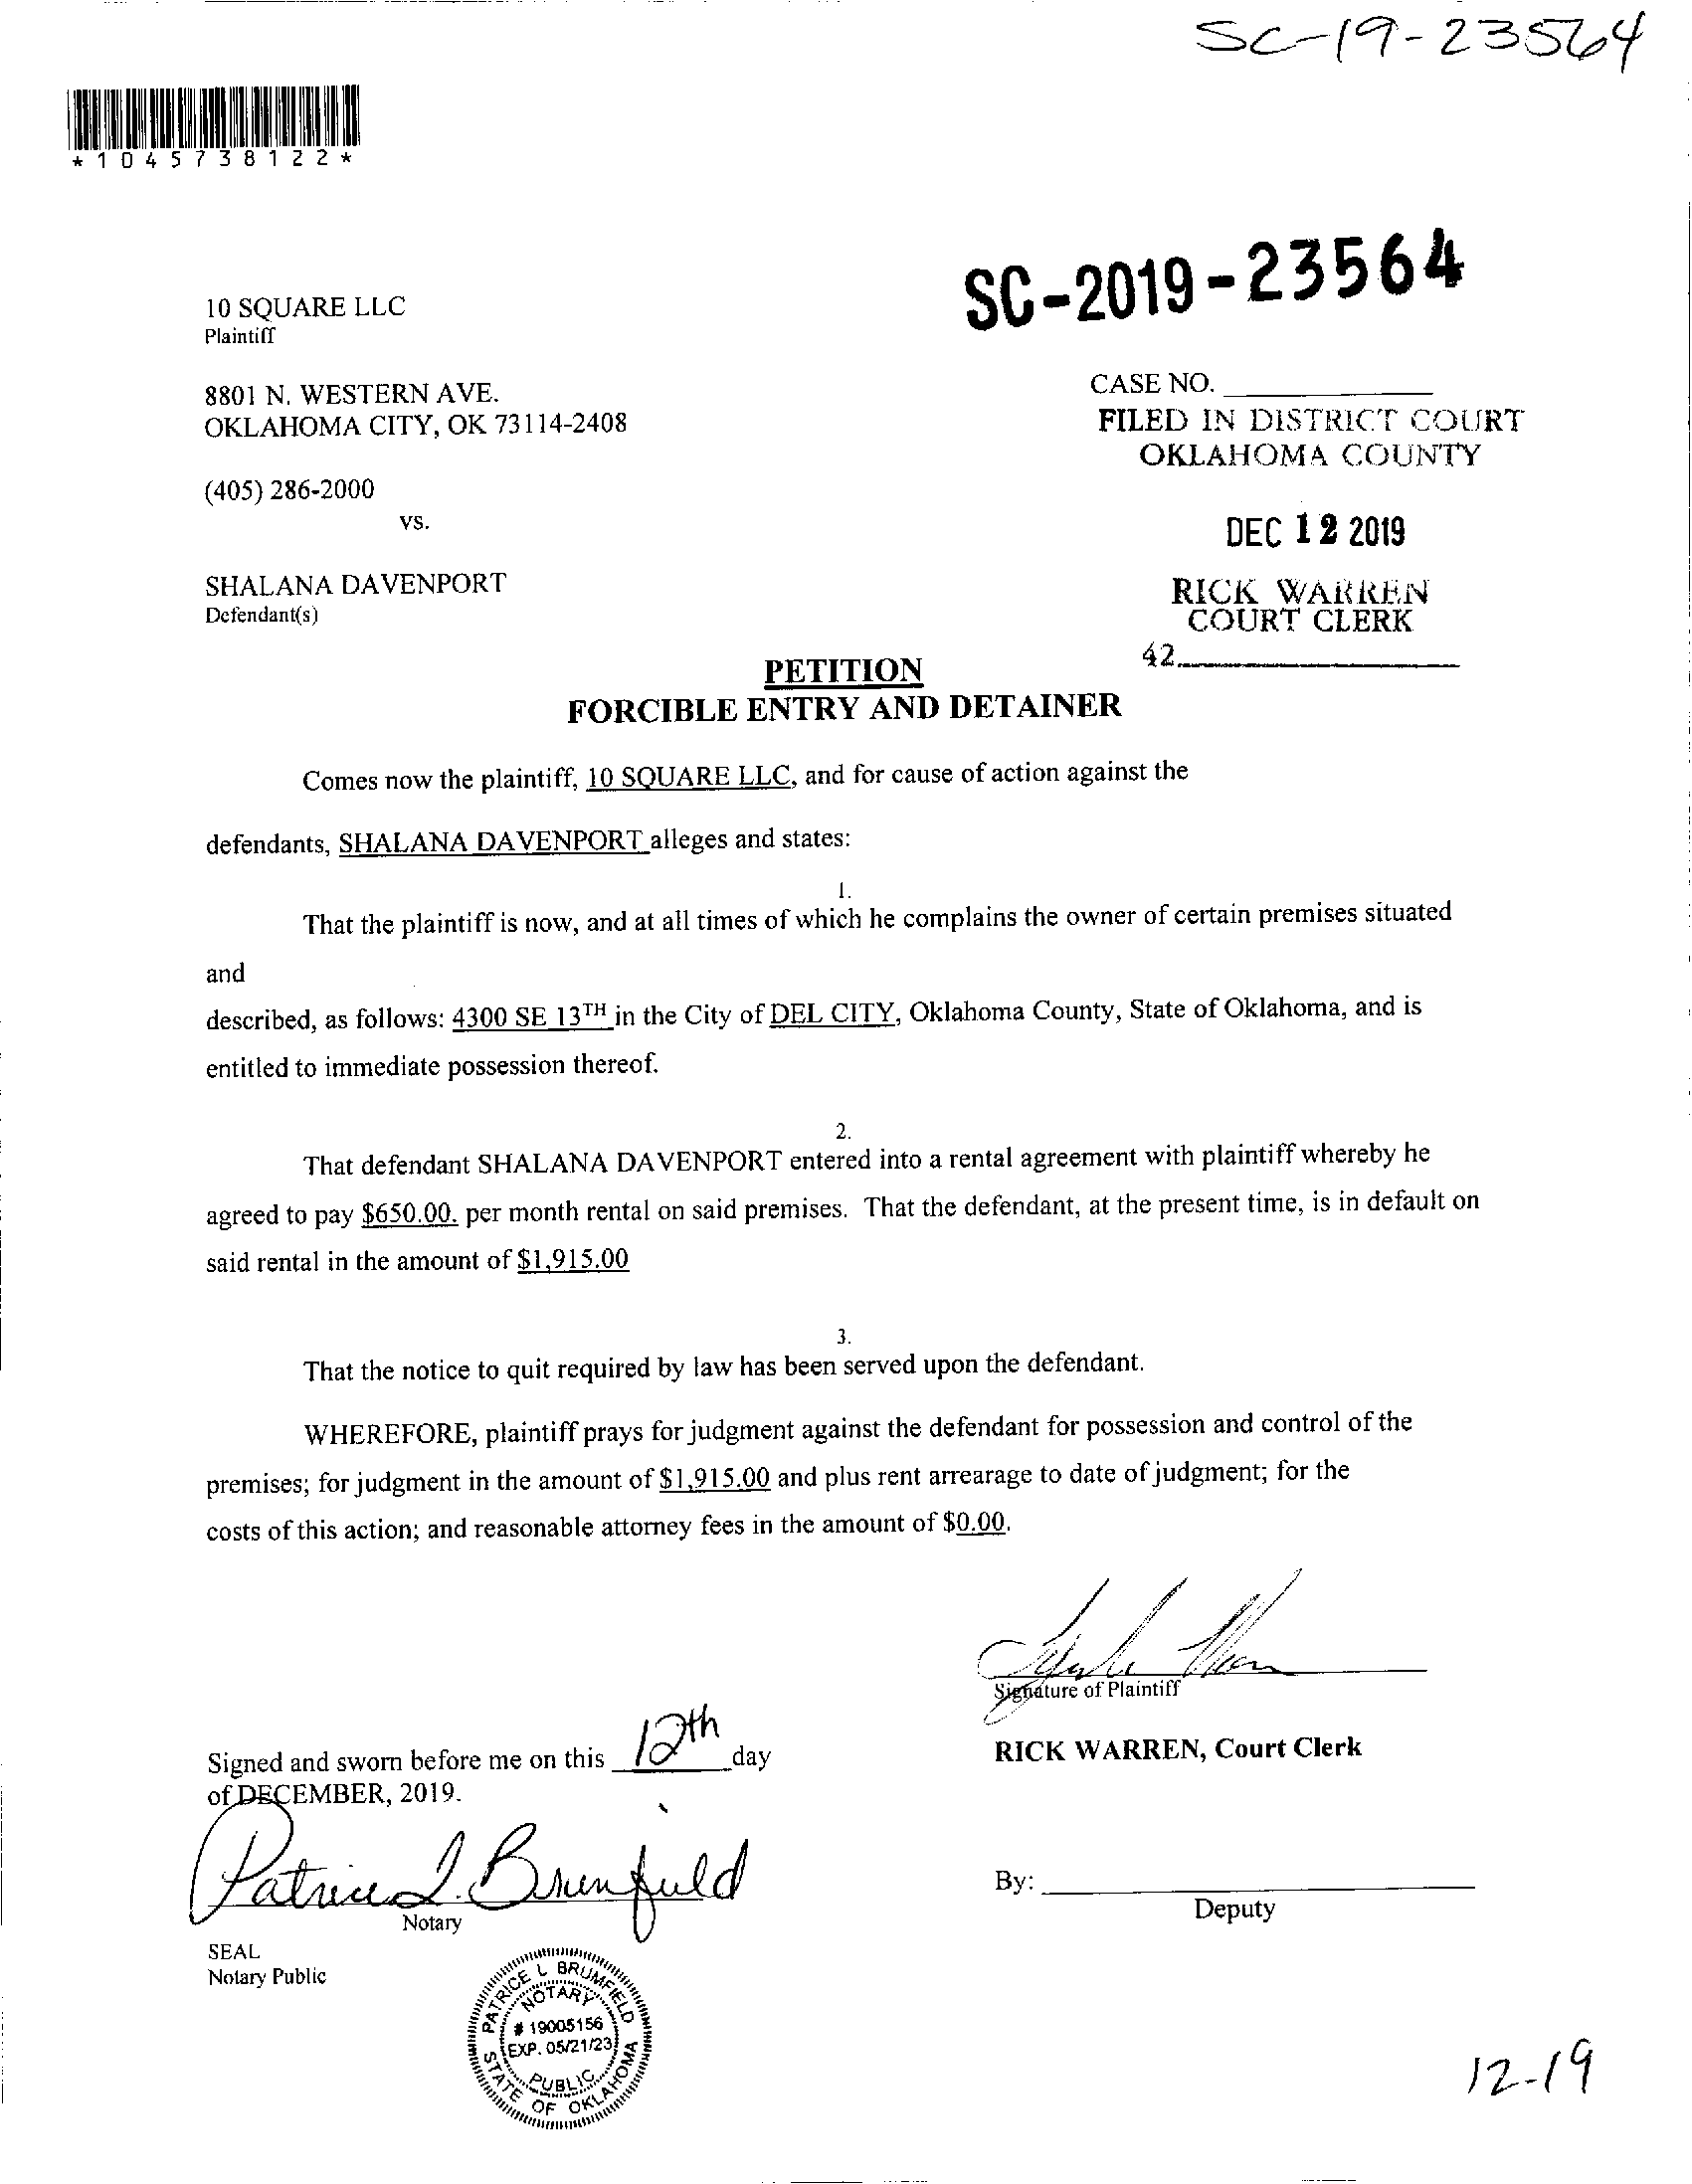 SC-19-23564
*1045738122*
SC-2019-23564
10 SQUARE LLC
Plaintiff
8801 N. WESTERN AVE.
OKLAHOMA CITY, OK 73114-2408
(405) 286-2000
vs.
SHALANA DAVENPORT
Defendant(s)
CASE NO.
FILED IN DISTRICT COURT
OKLAHOMA COUNTY
DEC 12 2019
RICK WARREN
COURT CLERK
42
PETITION
FORCIBLE ENTRY AND DETAINER
Comes now the plaintiff, 10 SQUARE LLC, and for cause of action against the
defendants, SHALANA DAVENPORT alleges and states:
1.
That the plaintiff is now, and at all times of which he complains the owner of certain premises situated
and
described, as follows: 4300 SE 13TH in the City of DEL CITY, Oklahoma County, State of Oklahoma, and is
entitled to immediate possession thereof.
2.
That defendant SHALANA DAVENPORT entered into a rental agreement with plaintiff whereby he
agreed to pay $650.00. per month rental on said premises. That the defendant, at the present time, is in default on
said rental in the amount of $1,915.00
3.
That the notice to quit required by law has been served upon the defendant.
WHEREFORE, plaintiff prays for judgment against the defendant for possession and control of the
premises; for judgment in the amount of $1,915.00 and plus rent arrearage to date of judgment; for the
costs of this action; and reasonable attorney fees in the amount of $0.00.
Signature of Plaintiff
Signed and sworn before me on this 12th day
of DECEMBER, 2019.
RICK WARREN, Court Clerk
Patrice L. Brumfield
Notary
By:
Deputy
SEAL
Notary Public
PATRICE L BRUMFIELD
NOTARY
# 19005156
EXP. 05/21/23
PUBLIC
STATE OF OKLAHOMA
12-19